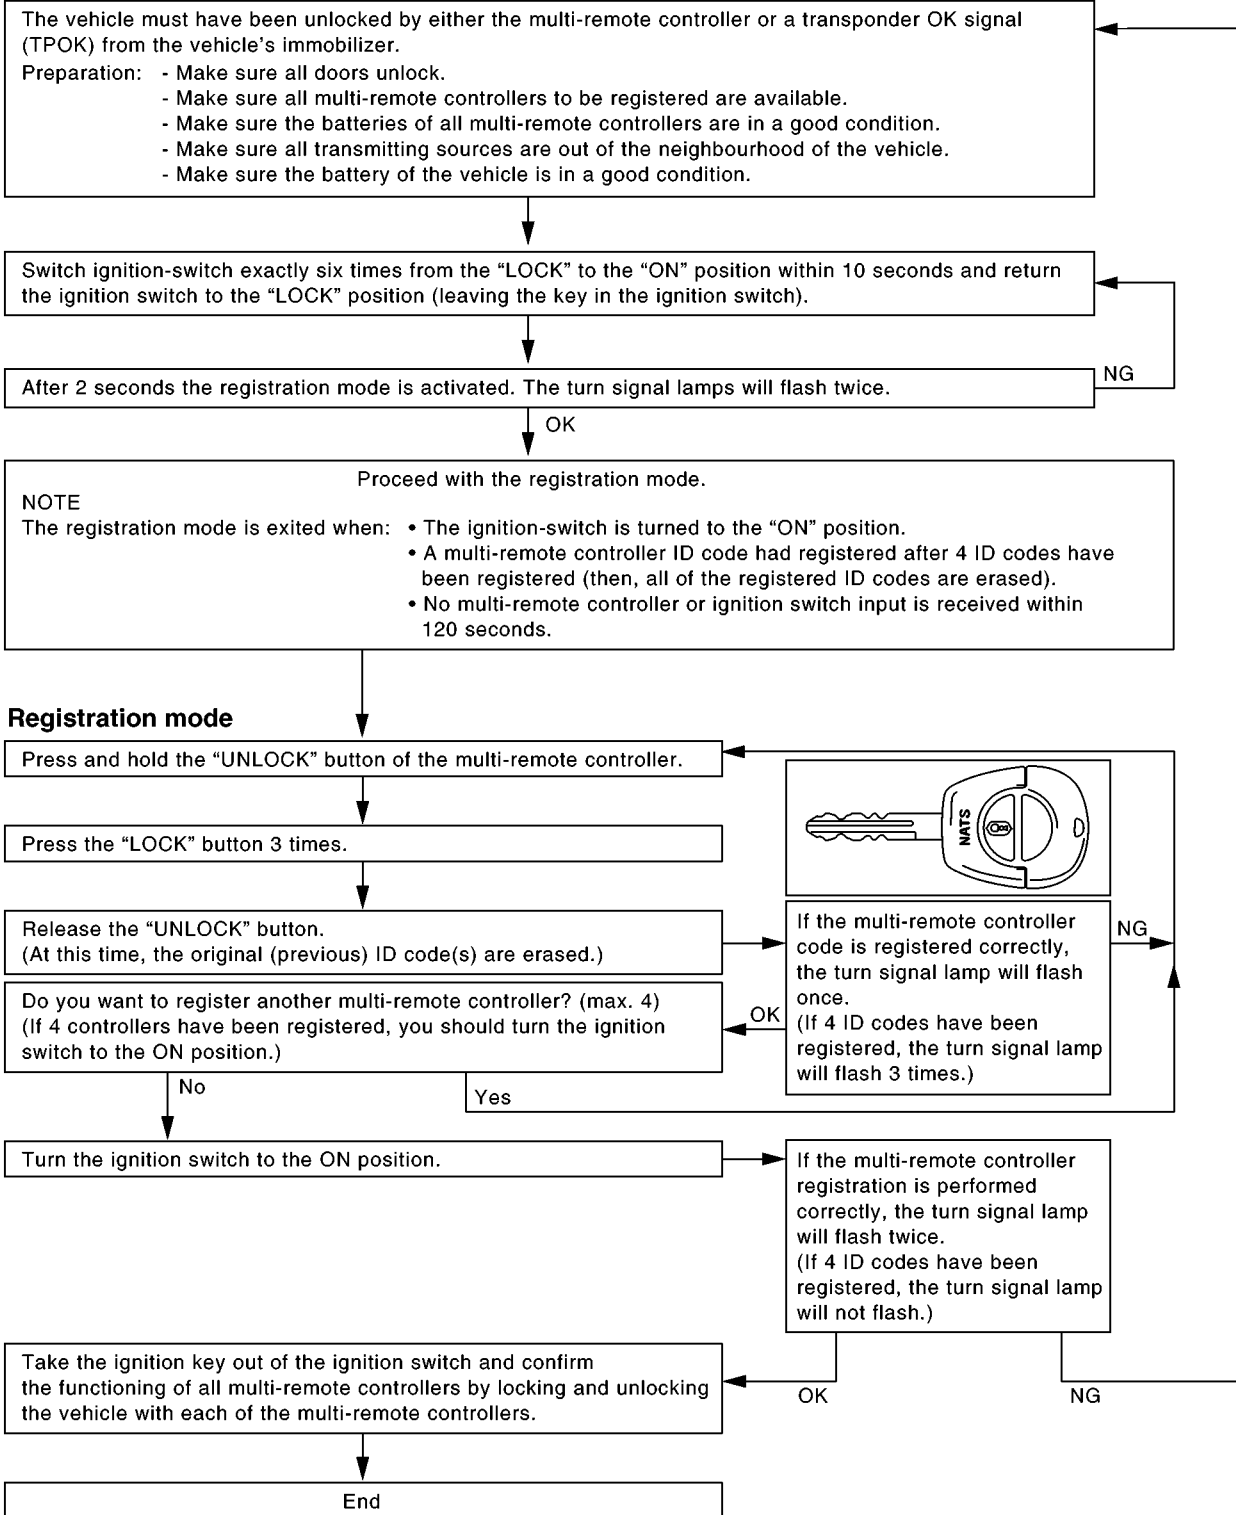 The vehicle must have been unlocked by either the multi-remote controller or a transponder OK signal
(TPOK) from the vehicle's immobilizer.
Preparation: - Make sure all doors unlock.
- Make sure all multi-remote controllers to be registered are available.
- Make sure the batteries of all multi-remote controllers are in a good condition.
- Make sure all transmitting sources are out of the neighbourhood of the vehicle.
- Make sure the battery of the vehicle is in a good condition.
Switch ignition-switch exactly six times from the “LOCK” to the “ON” position within 10 seconds and return
the ignition switch to the “LOCK” position (leaving the key in the ignition switch).
After 2 seconds the registration mode is activated. The turn signal lamps will flash twice.
NG
OK
Proceed with the registration mode.
NOTE
The registration mode is exited when: • The ignition-switch is turned to the “ON” position.
• A multi-remote controller ID code had registered after 4 ID codes have
been registered (then, all of the registered ID codes are erased).
• No multi-remote controller or ignition switch input is received within
120 seconds.
Registration mode
Press and hold the “UNLOCK” button of the multi-remote controller.
Press the “LOCK” button 3 times.
NATS
Release the “UNLOCK” button.
(At this time, the original (previous) ID code(s) are erased.)
If the multi-remote controller
code is registered correctly,
the turn signal lamp will flash
once.
(If 4 ID codes have been
registered, the turn signal lamp
will flash 3 times.)
NG
OK
Do you want to register another multi-remote controller? (max. 4)
(If 4 controllers have been registered, you should turn the ignition
switch to the ON position.)
No
Yes
Turn the ignition switch to the ON position.
If the multi-remote controller
registration is performed
correctly, the turn signal lamp
will flash twice.
(If 4 ID codes have been
registered, the turn signal lamp
will not flash.)
OK
NG
Take the ignition key out of the ignition switch and confirm
the functioning of all multi-remote controllers by locking and unlocking
the vehicle with each of the multi-remote controllers.
End